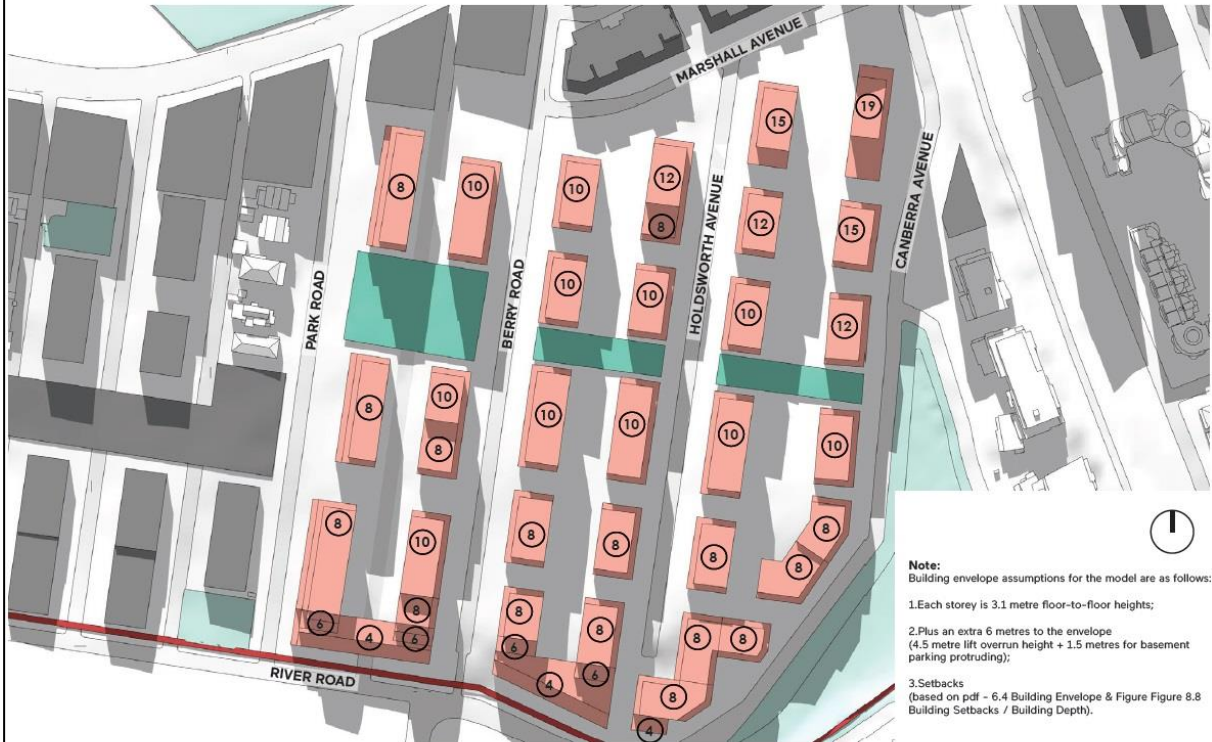 MARSHALL AVENUE
19
15
8
10
10
12
8
12
15
CANBERRA AVENUE
PARK ROAD
BERRY ROAD
10
10
HOLDSWORTH AVENUE
10
12
8
10
8
10
10
10
10
8
10
8
8
8
8
8
6
4
8
6
8
6
8
6
4
8
8
8
4
RIVER ROAD
Note:
Building envelope assumptions for the model are as follows:
1.Each storey is 3.1 metre floor-to-floor heights;
2.Plus an extra 6 metres to the envelope
(4.5 metre lift overrun height + 1.5 metres for basement
parking protruding);
3.Setbacks
(based on pdf - 6.4 Building Envelope & Figure Figure 8.8
Building Setbacks / Building Depth).